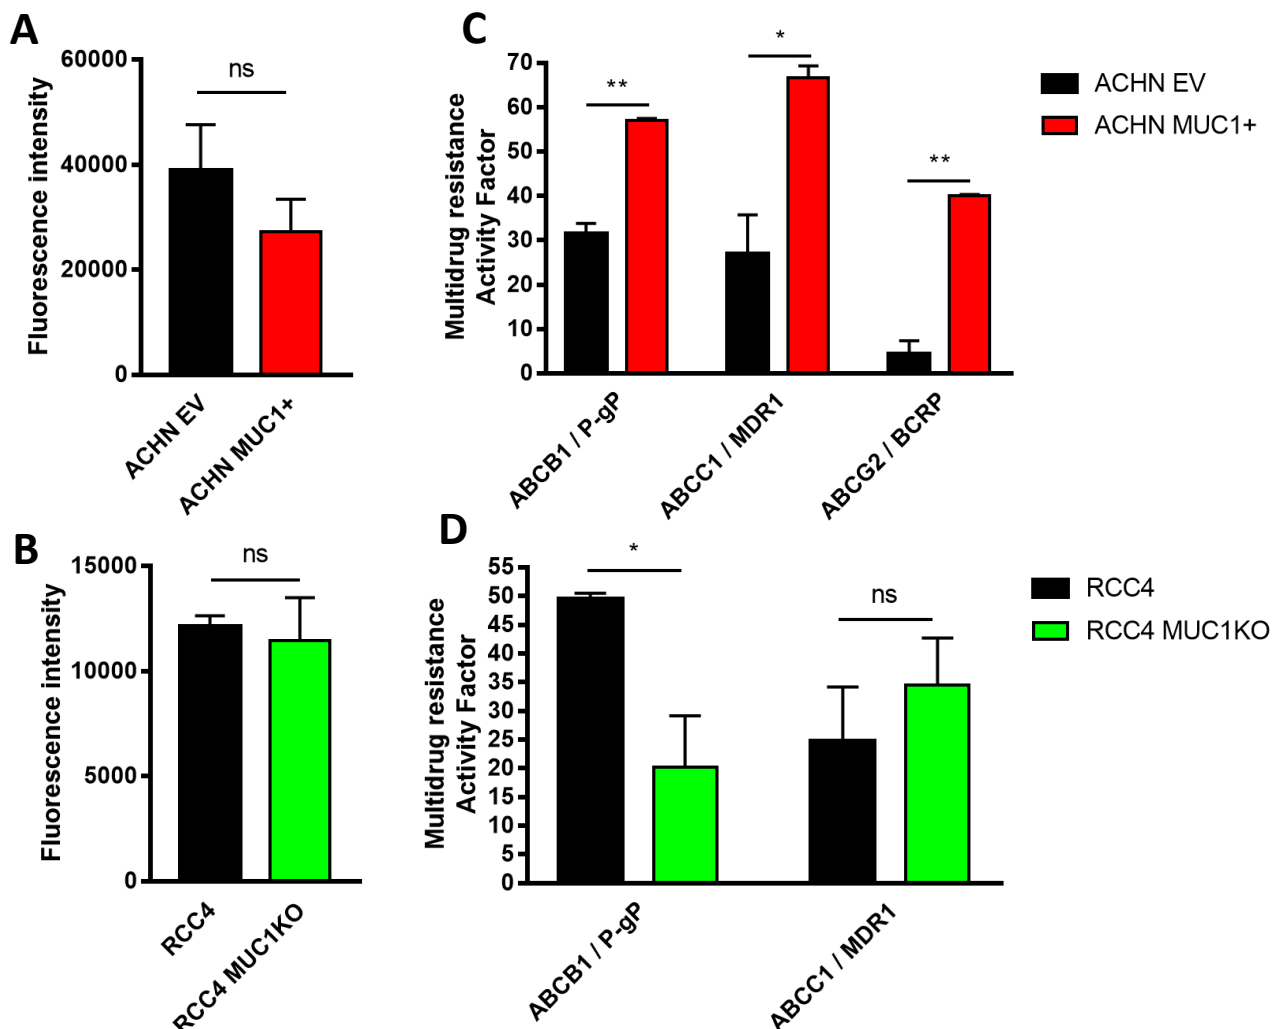 A
60000
40000
20000
0
Fluorescence intensity
ns
ACHN EV
ACHN MUC1+
C
70
60
50
40
30
20
10
0
Multidrug resistance
Activity Factor
**
*
**
ABCB1 / P-gP
ABCC1 / MDR1
ABCG2 / BCRP
ACHN EV
ACHN MUC1+
B
15000
10000
5000
0
Fluorescence intensity
ns
RCC4
RCC4 MUC1KO
D
55
50
45
40
35
30
25
20
15
10
5
0
Multidrug resistance
Activity Factor
*
ns
ABCB1 / P-gP
ABCC1 / MDR1
RCC4
RCC4 MUC1KO